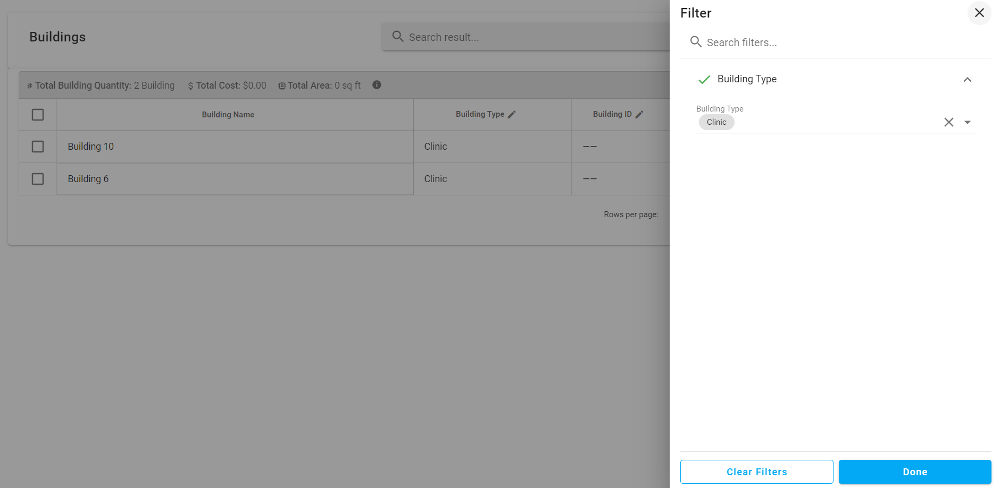 Buildings
Search result...
# Total Building Quantity: 2 Building $ Total Cost: $0.00 Total Area: 0 sq ft
Building Name Building Type Building ID
Building 10 Clinic ——
Building 6 Clinic ——
Rows per page:
Filter
Search filters...
Building Type
Building Type
Clinic
Clear Filters Done